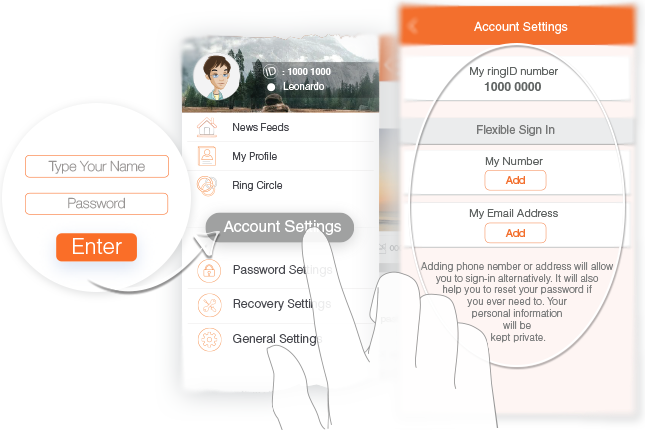 Type Your Name
Password
Enter
iD : 1000 1000
Leonardo
News Feeds
My Profile
Ring Circle
Account Settings
Password Settings
Recovery Settings
General Settings
Account Settings
My ringID number
1000 0000
Flexible Sign In
My Number
Add
My Email Address
Add
Adding phone nember or address will allow
you to sign-in alternatively. It will also
help you to reset your password if
you ever need to. Your
personal information
will be
kept private.